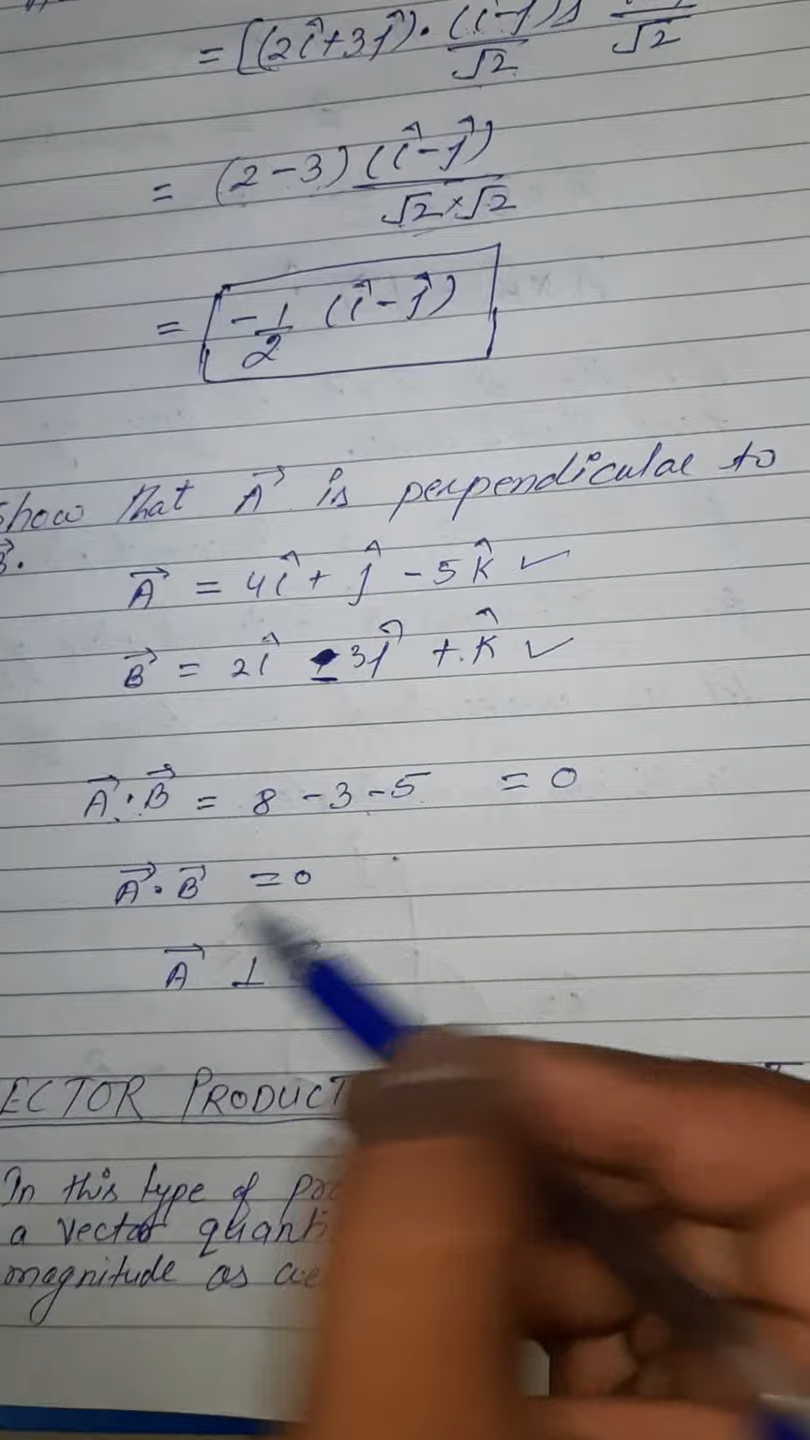 = [(2î+3ĵ)·(î-ĵ)/√2] /√2
= (2-3) (î-ĵ)/√2×√2
= -1/2 (î-ĵ)
show that A⃗ is perpendicular to
B⃗.
A⃗ = 4î + ĵ - 5k̂ ✓
B⃗ = 2î - 3ĵ + k̂ ✓
A⃗·B⃗ = 8 - 3 - 5 = 0
A⃗·B⃗ = 0
A⃗ ⊥
ECTOR PRODUCT
In this type of
a vector
magnitude as